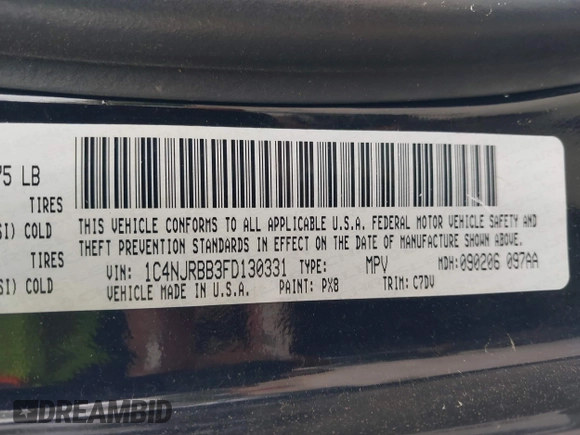 75 LB
TIRES
SI) COLD
TIRES
SI) COLD
THIS VEHICLE CONFORMS TO ALL APPLICABLE U.S.A. FEDERAL MOTOR VEHICLE SAFETY AND
THEFT PREVENTION STANDARDS IN EFFECT ON THE DATE OF MANUFACTURE SHOWN ABOVE.
VIN: 1C4NJRBB3FD130331 TYPE: MPV MDH: 090206 097AA
VEHICLE MADE IN U.S.A. PAINT: PX8 TRIM: C7DV
DREAMBID